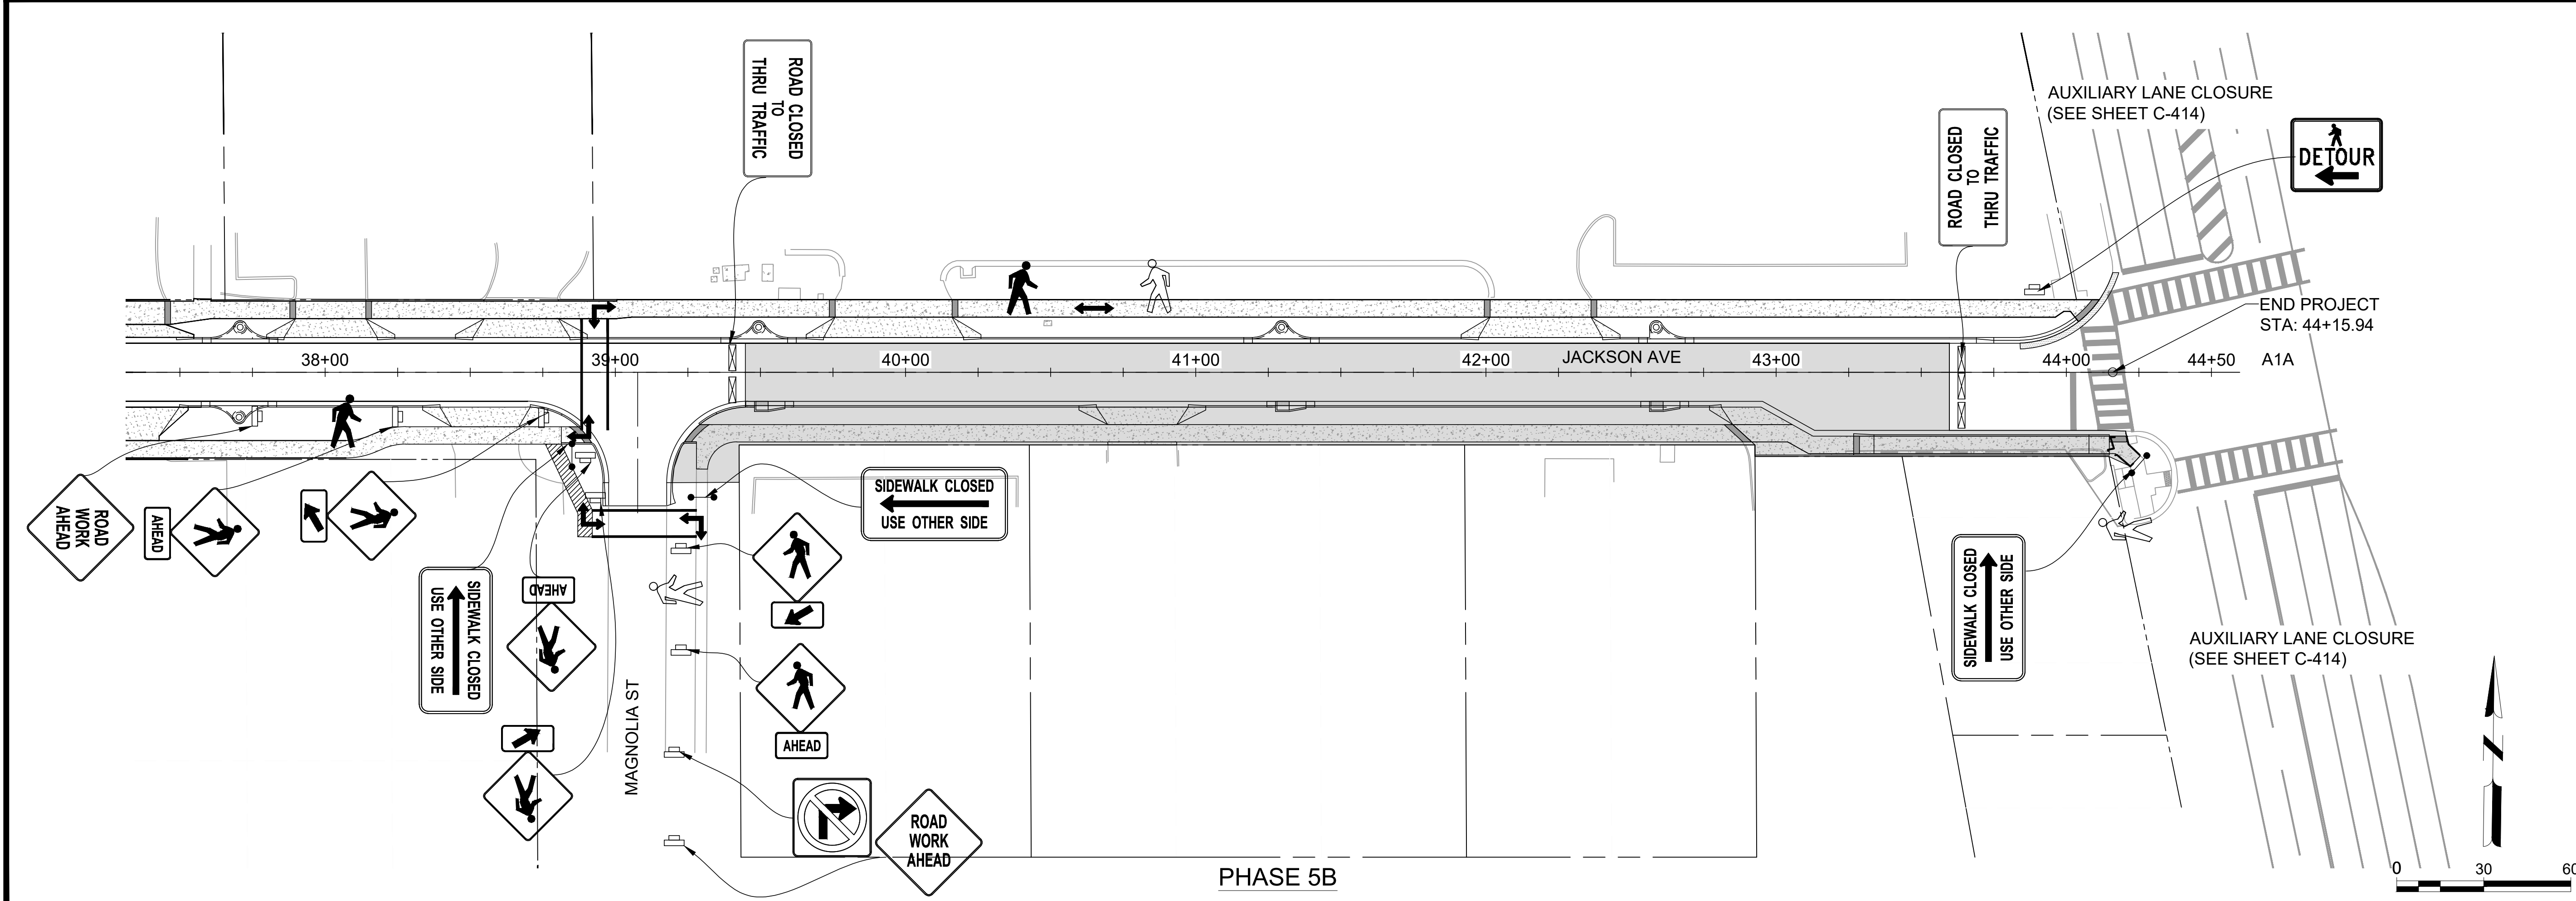 ROAD CLOSED
TO
THRU TRAFFIC
ROAD CLOSED
TO
THRU TRAFFIC
AUXILIARY LANE CLOSURE
(SEE SHEET C-414)
DETOUR
END PROJECT
STA: 44+15.94
38+00
39+00
40+00
41+00
42+00
JACKSON AVE
43+00
44+00
44+50
A1A
ROAD
WORK
AHEAD
AHEAD
SIDEWALK CLOSED
USE OTHER SIDE
SIDEWALK CLOSED
USE OTHER SIDE
AHEAD
MAGNOLIA ST
AHEAD
ROAD
WORK
AHEAD
SIDEWALK CLOSED
USE OTHER SIDE
AUXILIARY LANE CLOSURE
(SEE SHEET C-414)
N
PHASE 5B
0
30
60